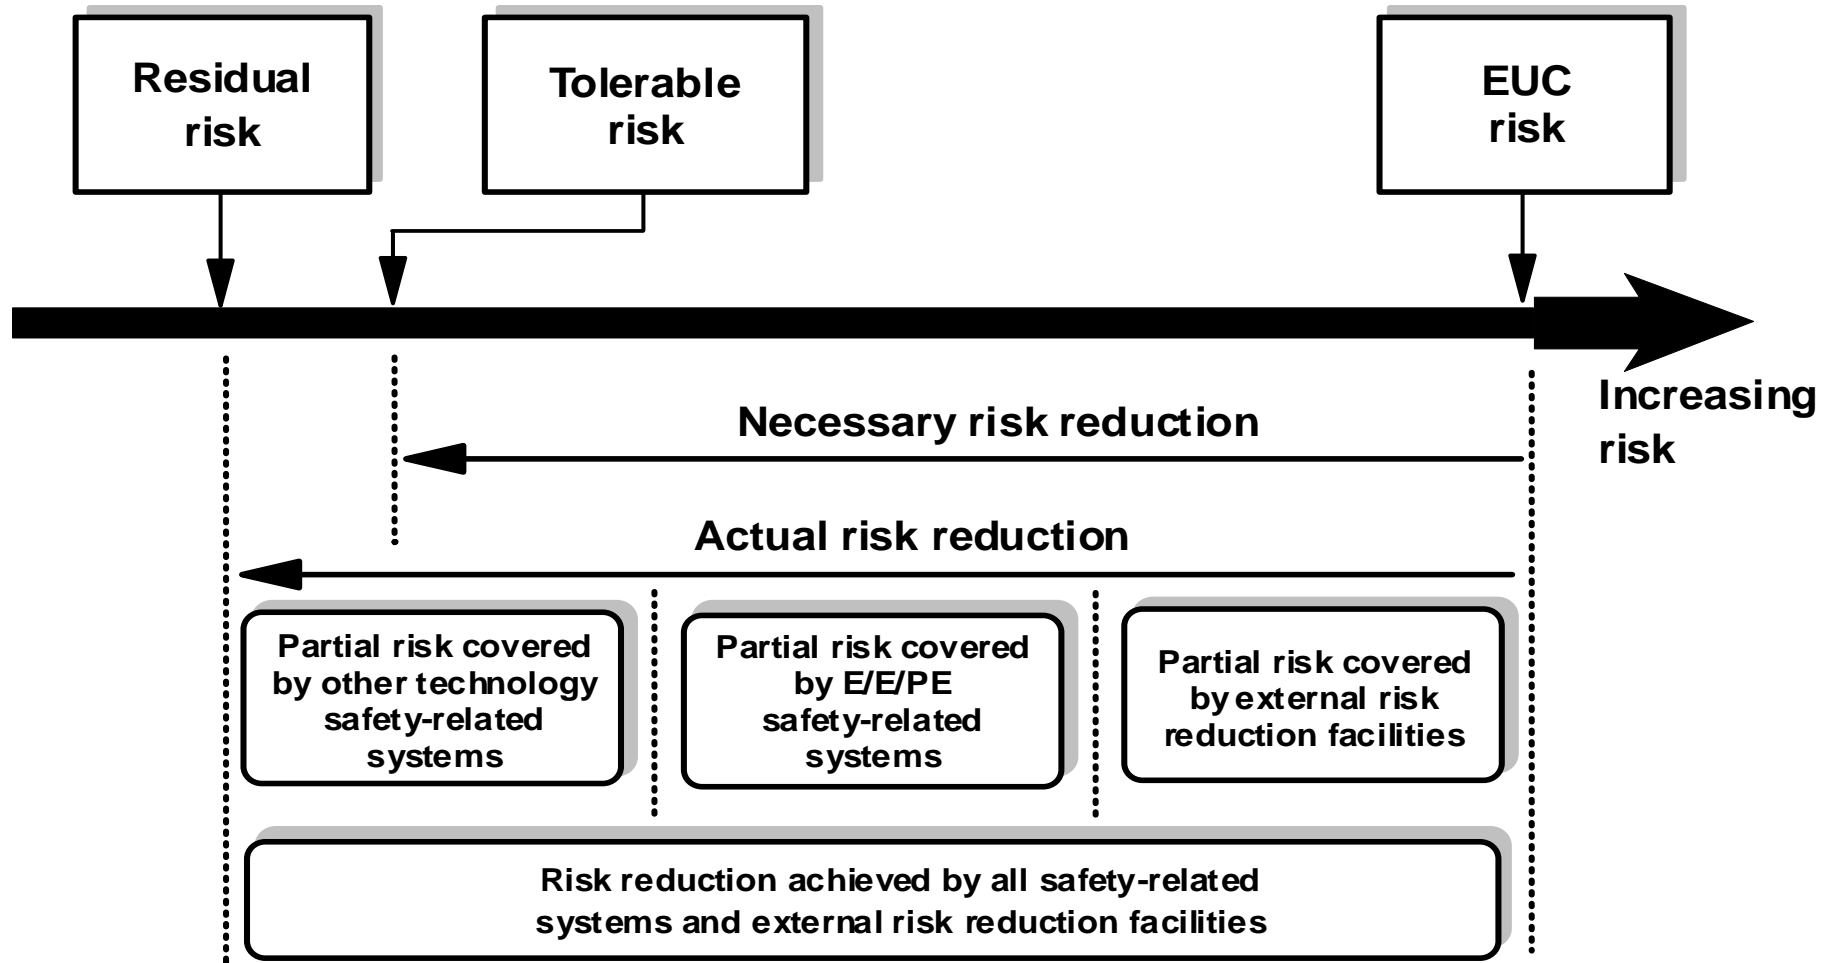 Residual
risk
Tolerable
risk
EUC
risk
Increasing
risk
Necessary risk reduction
Actual risk reduction
Partial risk covered
by other technology
safety-related
systems
Partial risk covered
by E/E/PE
safety-related
systems
Partial risk covered
by external risk
reduction facilities
Risk reduction achieved by all safety-related
systems and external risk reduction facilities